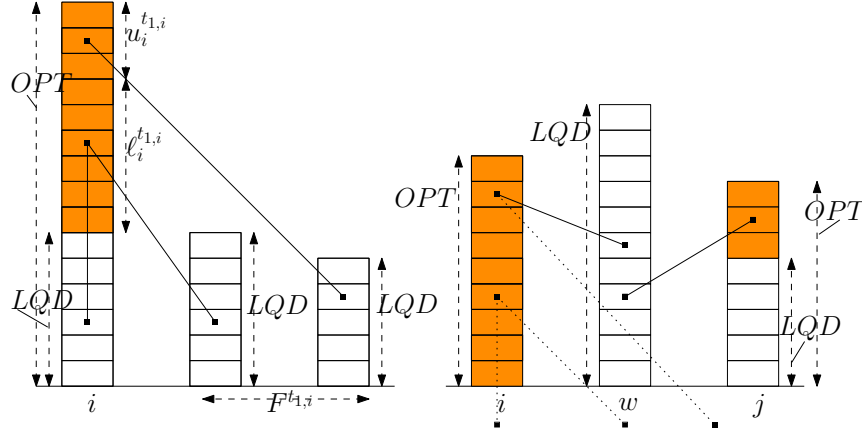 u_i^{t_{1,i}}
OPT
ℓ_i^{t_{1,i}}
LQD
LQD
LQD
i
F^{t_{1,i}}
LQD
OPT
OPT
LQD
i
w
j